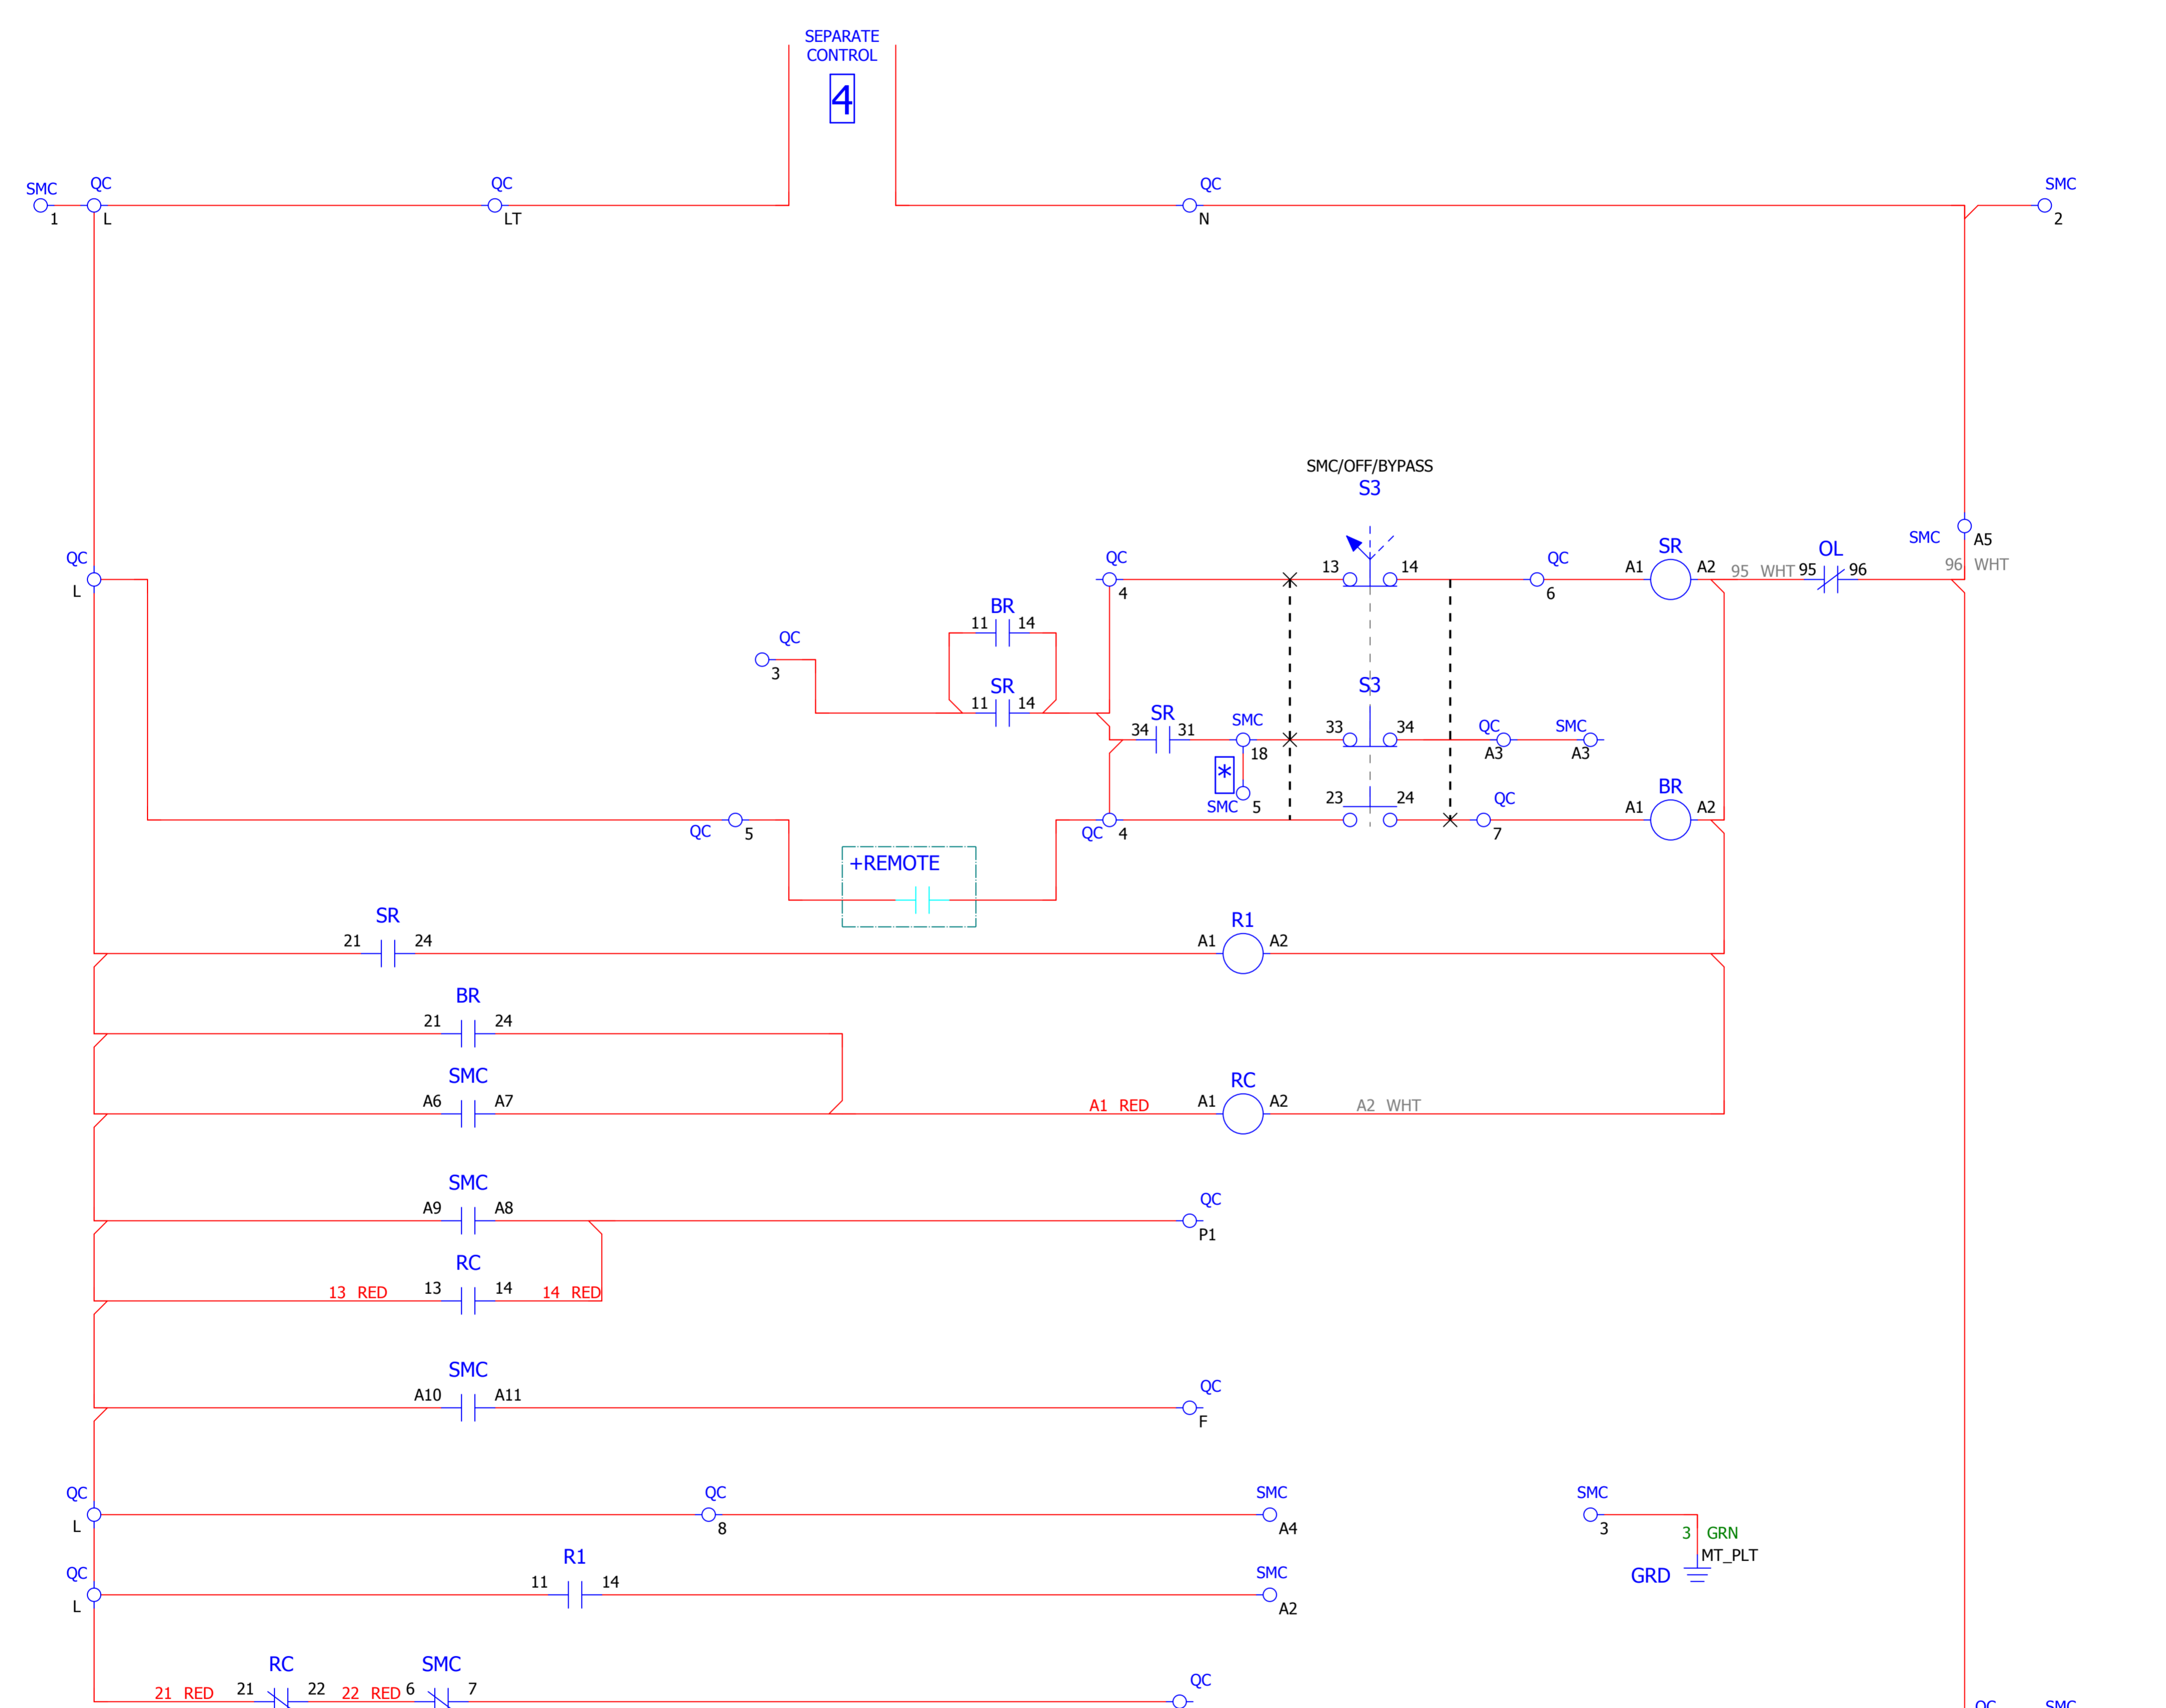 SEPARATE
CONTROL
4
SMC
QC
QC
QC
SMC
1
L
LT
N
2
SMC/OFF/BYPASS
S3
QC
L
QC
4
13
14
QC
6
SR
A1
A2
95 WHT
OL
95
96
SMC
A5
96 WHT
BR
11
14
QC
3
SR
11
14
SR
34
31
SMC
18
*
SMC
5
S3
33
34
QC
A3
SMC
A3
QC
5
QC
4
23
24
QC
7
BR
A1
A2
+REMOTE
SR
21
24
R1
A1
A2
BR
21
24
SMC
A6
A7
A1 RED
RC
A1
A2
A2 WHT
SMC
A9
A8
QC
P1
RC
13 RED
13
14
14 RED
SMC
A10
A11
QC
F
QC
L
QC
8
SMC
A4
SMC
3
3 GRN
MT_PLT
GRD
QC
L
R1
11
14
SMC
A2
RC
21 RED
21
22
22 RED
SMC
6
7
QC
QC
SMC